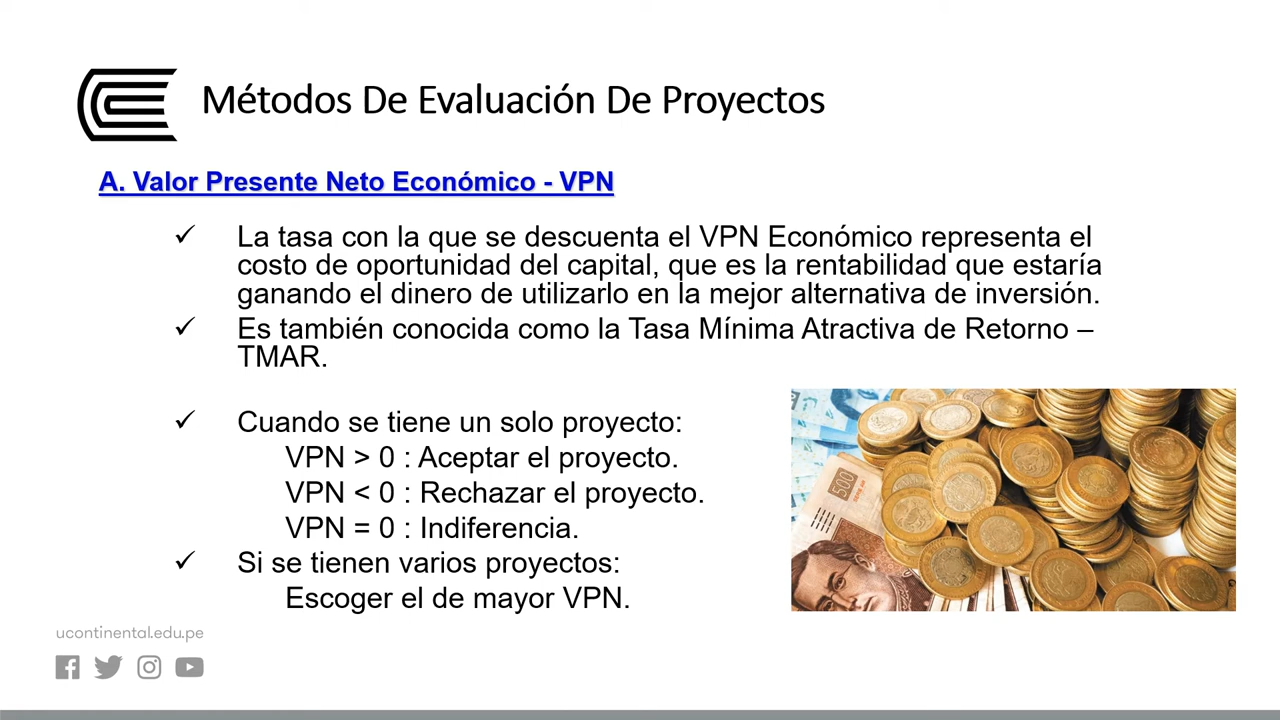 Métodos De Evaluación De Proyectos
A. Valor Presente Neto Económico - VPN
✓ La tasa con la que se descuenta el VPN Económico representa el
costo de oportunidad del capital, que es la rentabilidad que estaría
ganando el dinero de utilizarlo en la mejor alternativa de inversión.
✓ Es también conocida como la Tasa Mínima Atractiva de Retorno –
TMAR.
✓ Cuando se tiene un solo proyecto:
VPN > 0 : Aceptar el proyecto.
VPN < 0 : Rechazar el proyecto.
VPN = 0 : Indiferencia.
✓ Si se tienen varios proyectos:
Escoger el de mayor VPN.
500
ucontinental.edu.pe